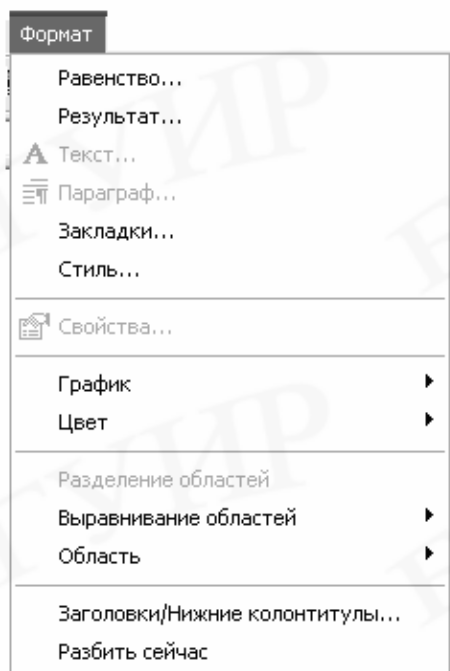 Формат
Равенство...
Результат...
Текст...
Параграф...
Закладки...
Стиль...
Свойства...
График
Цвет
Разделение областей
Выравнивание областей
Область
Заголовки/Нижние колонтитулы...
Разбить сейчас